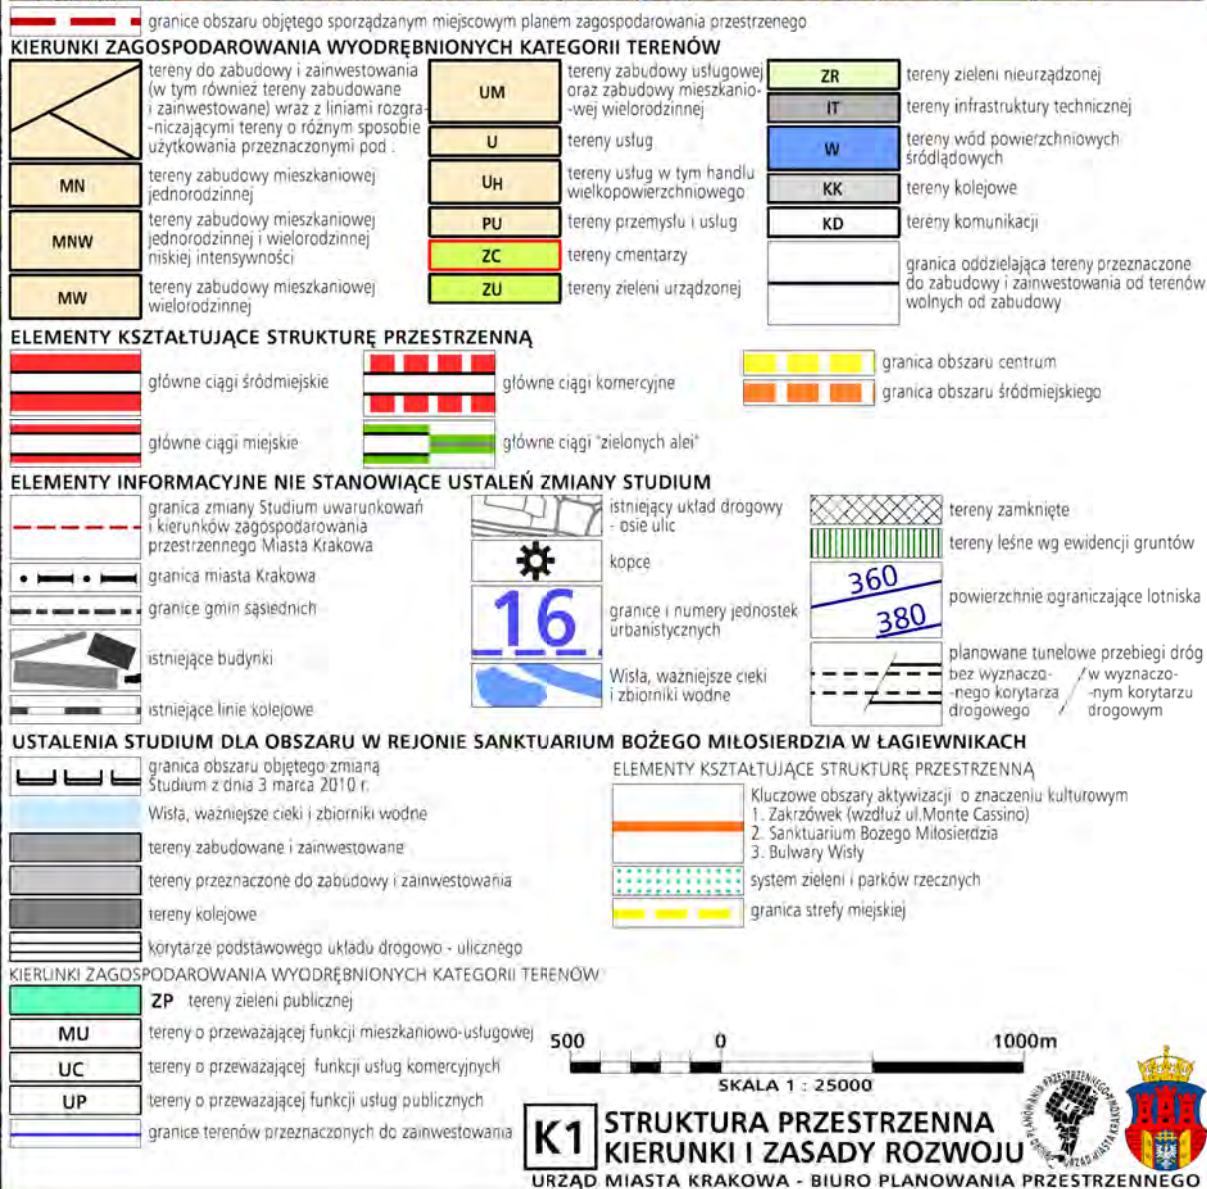 granice obszaru objętego sporządzanym miejscowym planem zagospodarowania przestrzenego
KIERUNKI ZAGOSPODAROWANIA WYODRĘBNIONYCH KATEGORII TERENÓW
tereny do zabudowy i zainwestowania
(w tym również tereny zabudowane
i zainwestowane) wraz z liniami rozgra-
-niczającymi tereny o różnym sposobie
użytkowania przeznaczonymi pod .
MN
tereny zabudowy mieszkaniowej
jednorodzinnej
MNW
tereny zabudowy mieszkaniowej
jednorodzinnej i wielorodzinnej
niskiej intensywności
MW
tereny zabudowy mieszkaniowej
wielorodzinnej
UM
tereny zabudowy usługowej
oraz zabudowy mieszkanio-
-wej wielorodzinnej
U
tereny usług
UH
tereny usług w tym handlu
wielkopowierzchniowego
PU
tereny przemysłu i usług
ZC
tereny cmentarzy
ZU
tereny zieleni urządzonej
ZR
tereny zieleni nieurządzonej
IT
tereny infrastruktury technicznej
W
tereny wód powierzchniowych
śródlądowych
KK
tereny kolejowe
KD
tereny komunikacji
granica oddzielająca tereny przeznaczone
do zabudowy i zainwestowania od terenów
wolnych od zabudowy
ELEMENTY KSZTAŁTUJĄCE STRUKTURĘ PRZESTRZENNĄ
główne ciągi śródmiejskie
główne ciągi miejskie
główne ciągi komercyjne
główne ciągi "zielonych alei"
granica obszaru centrum
granica obszaru śródmiejskiego
ELEMENTY INFORMACYJNE NIE STANOWIĄCE USTALEŃ ZMIANY STUDIUM
granica zmiany Studium uwarunkowań
i kierunków zagospodarowania
przestrzennego Miasta Krakowa
granica miasta Krakowa
granice gmin sąsiednich
istniejące budynki
istniejące linie kolejowe
istniejący układ drogowy
- osie ulic
kopce
16
granice i numery jednostek
urbanistycznych
Wisła, ważniejsze cieki
i zbiorniki wodne
tereny zamknięte
tereny leśne wg ewidencji gruntów
360
380
powierzchnie ograniczające lotniska
planowane tunelowe przebiegi dróg
bez wyznaczo- / w wyznaczo-
-nego korytarza -nym korytarzu
drogowego / drogowym
USTALENIA STUDIUM DLA OBSZARU W REJONIE SANKTUARIUM BOŻEGO MIŁOSIERDZIA W ŁAGIEWNIKACH
granica obszaru objętego zmianą
Studium z dnia 3 marca 2010 r.
Wisła, ważniejsze cieki i zbiorniki wodne
tereny zabudowane i zainwestowane
tereny przeznaczone do zabudowy i zainwestowania
tereny kolejowe
korytarze podstawowego układu drogowo - ulicznego
ELEMENTY KSZTAŁTUJĄCE STRUKTURĘ PRZESTRZENNĄ
Kluczowe obszary aktywizacji o znaczeniu kulturowym
1. Zakrzówek (wzdłuż ul.Monte Cassino)
2. Sanktuarium Bożego Miłosierdzia
3. Bulwary Wisły
system zieleni i parków rzecznych
granica strefy miejskiej
KIERUNKI ZAGOSPODAROWANIA WYODRĘBNIONYCH KATEGORII TERENÓW
ZP tereny zieleni publicznej
MU
tereny o przeważającej funkcji mieszkaniowo-usługowej
UC
tereny o przeważającej funkcji usług komercyjnych
UP
tereny o przeważającej funkcji usług publicznych
granice terenów przeznaczonych do zainwestowania
500 0 1000m
SKALA 1 : 25000
K1
STRUKTURA PRZESTRZENNA
KIERUNKI I ZASADY ROZWOJU
URZĄD MIASTA KRAKOWA - BIURO PLANOWANIA PRZESTRZENNEGO